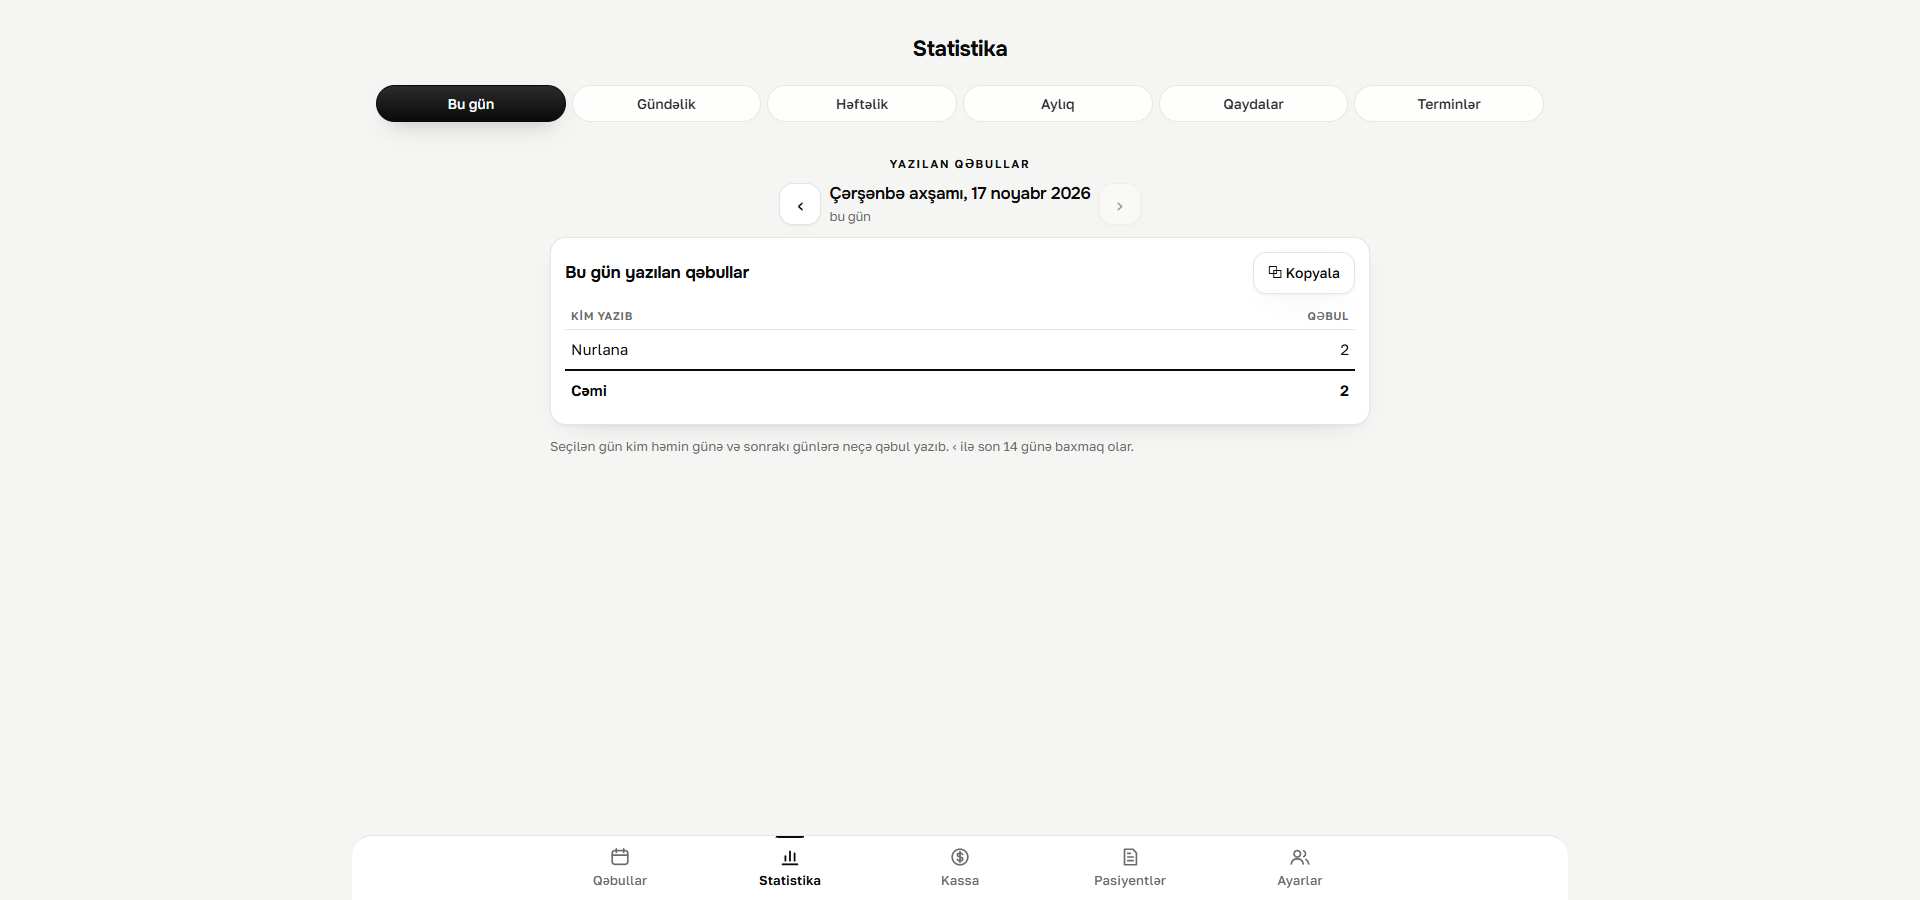 Statistika
Bu gün
Gündəlik
Həftəlik
Aylıq
Qaydalar
Terminlər
YAZILAN QƏBULLAR
‹
Çərşənbə axşamı, 17 noyabr 2026
bu gün
›
Bu gün yazılan qəbullar
Kopyala
KİM YAZIB QƏBUL
Nurlana 2
Cəmi 2
Seçilən gün kim həmin günə və sonrakı günlərə neçə qəbul yazıb. ‹ ilə son 14 günə baxmaq olar.
Qəbullar
Statistika
Kassa
Pasiyentlər
Ayarlar